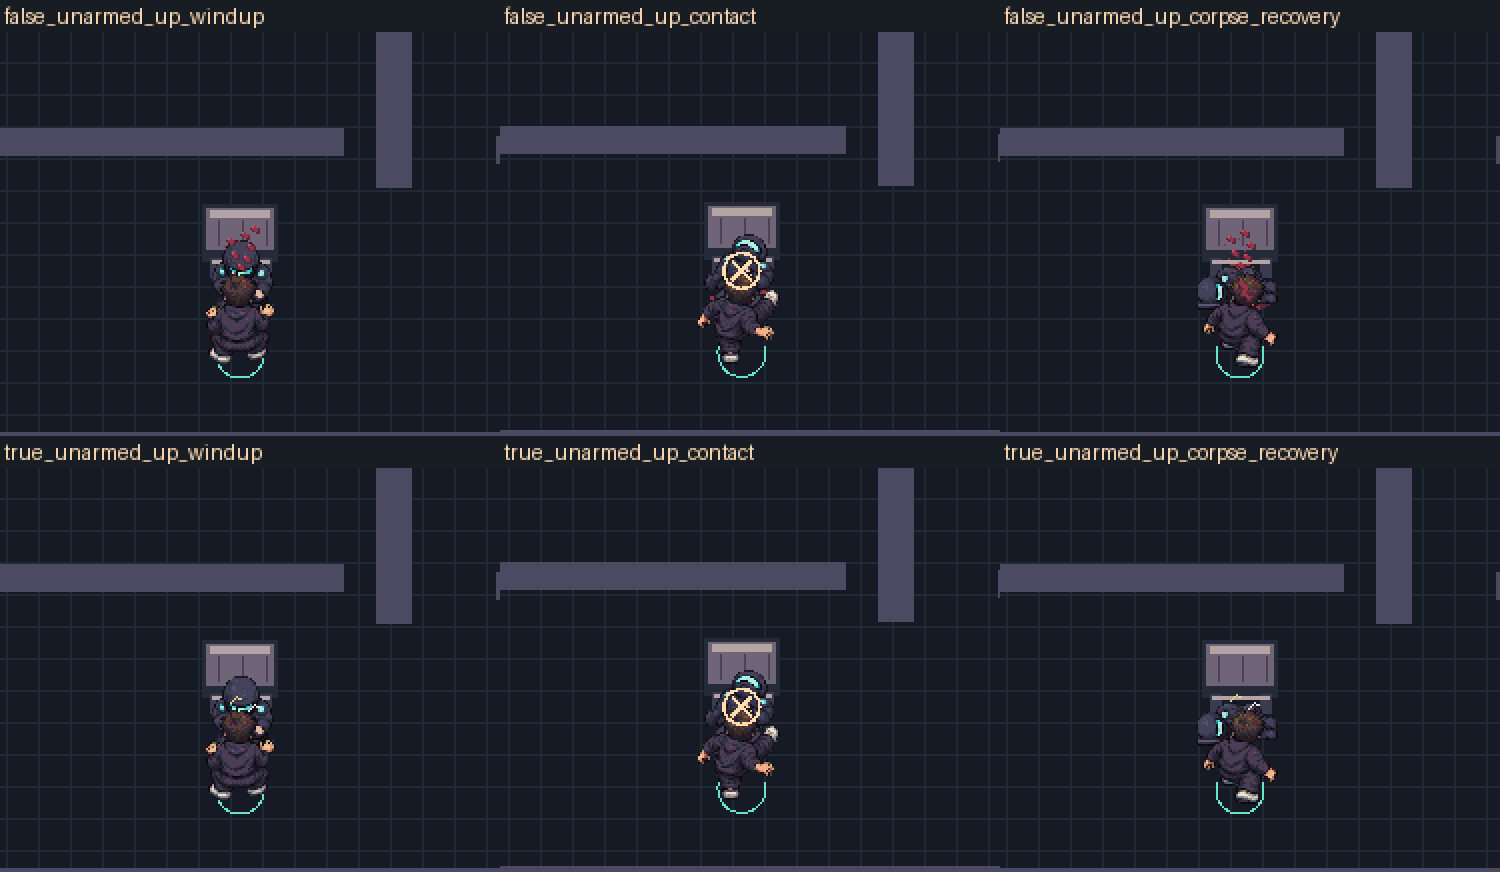 false_unarmed_up_windup
false_unarmed_up_contact
false_unarmed_up_corpse_recovery
true_unarmed_up_windup
true_unarmed_up_contact
true_unarmed_up_corpse_recovery